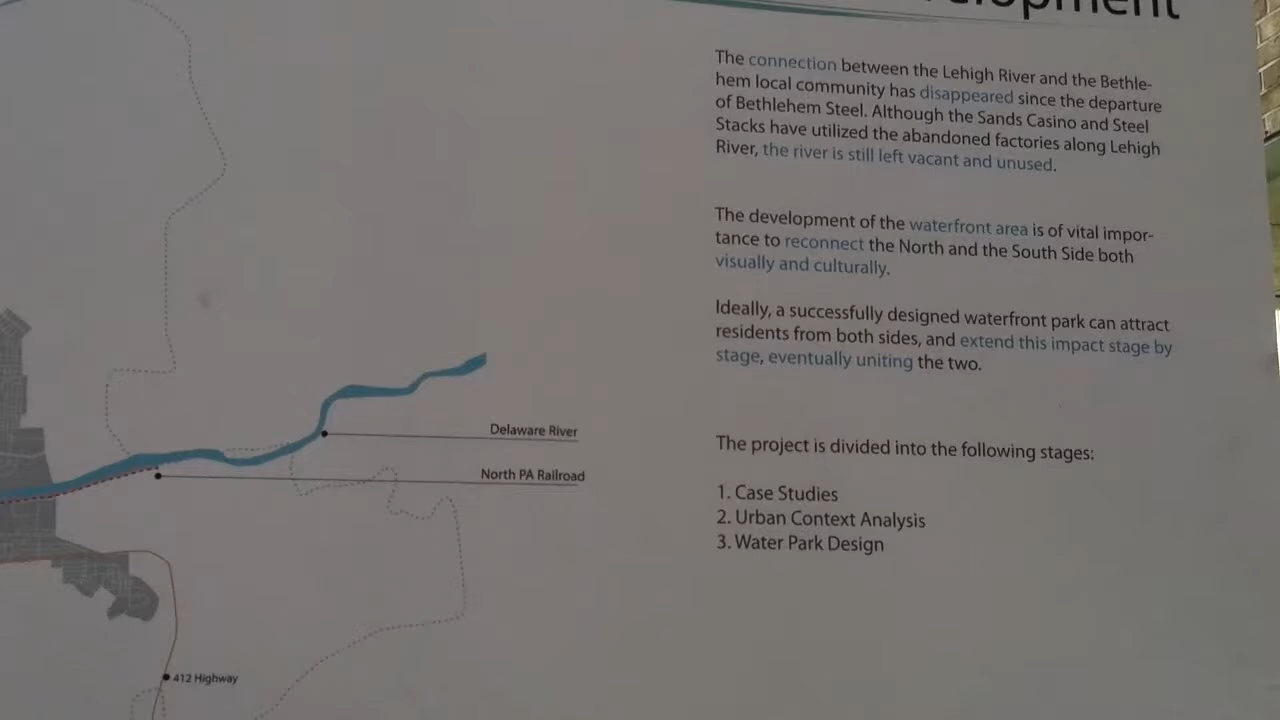 The connection between the Lehigh River and the Bethle-
hem local community has disappeared since the departure
of Bethlehem Steel. Although the Sands Casino and Steel
Stacks have utilized the abandoned factories along Lehigh
River, the river is still left vacant and unused.
The development of the waterfront area is of vital impor-
tance to reconnect the North and the South Side both
visually and culturally.
Ideally, a successfully designed waterfront park can attract
residents from both sides, and extend this impact stage by
stage, eventually uniting the two.
The project is divided into the following stages:
1. Case Studies
2. Urban Context Analysis
3. Water Park Design
Delaware River
North PA Railroad
412 Highway